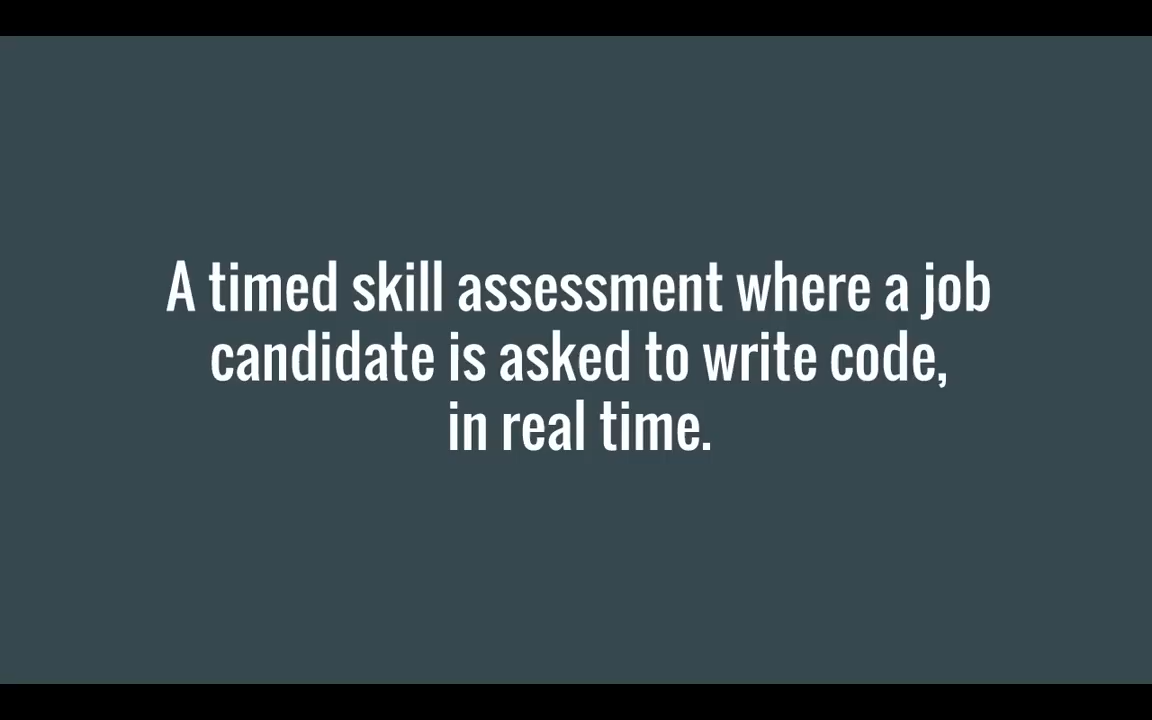 A timed skill assessment where a job
candidate is asked to write code,
in real time.